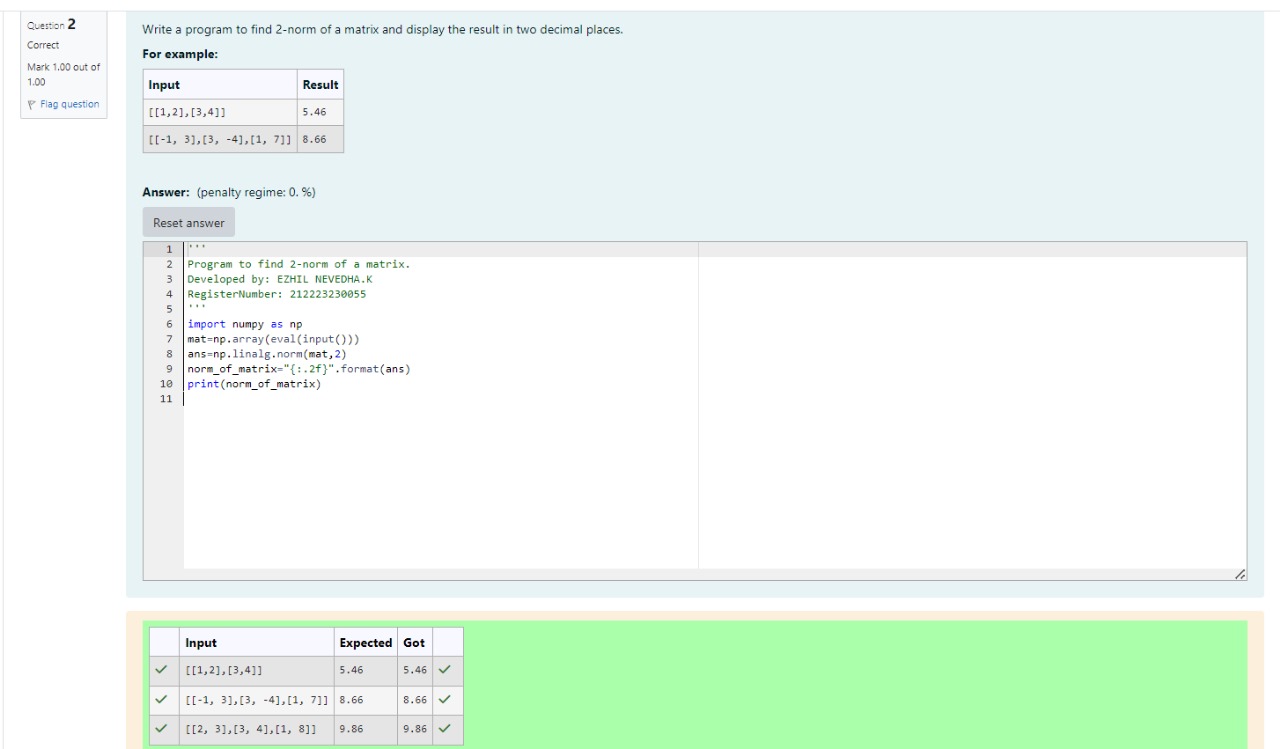 Question 2
Correct
Mark 1.00 out of
1.00
Flag question
Write a program to find 2-norm of a matrix and display the result in two decimal places.
For example:
Input Result
[[1,2],[3,4]] 5.46
[[-1, 3],[3, -4],[1, 7]] 8.66
Answer: (penalty regime: 0. %)
Reset answer
1 '''
2 Program to find 2-norm of a matrix.
3 Developed by: EZHIL NEVEDHA.K
4 RegisterNumber: 212223230055
5 '''
6 import numpy as np
7 mat=np.array(eval(input()))
8 ans=np.linalg.norm(mat,2)
9 norm_of_matrix="{:.2f}".format(ans)
10 print(norm_of_matrix)
11
Input Expected Got
[[1,2],[3,4]] 5.46 5.46
[[-1, 3],[3, -4],[1, 7]] 8.66 8.66
[[2, 3],[3, 4],[1, 8]] 9.86 9.86